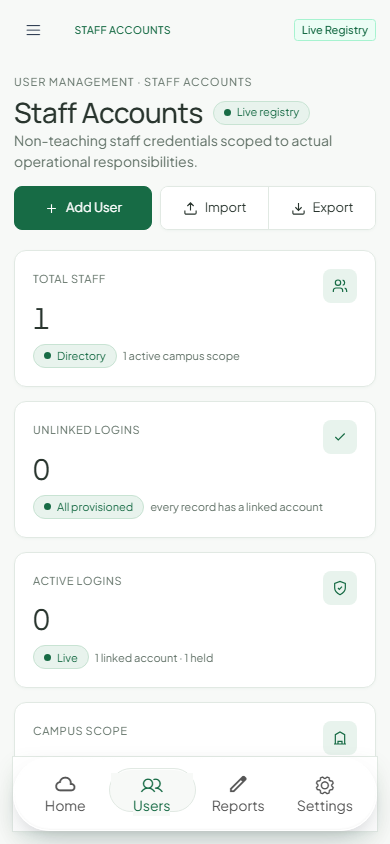 STAFF ACCOUNTS
Live Registry
USER MANAGEMENT · STAFF ACCOUNTS
Staff Accounts
Live registry
Non-teaching staff credentials scoped to actual
operational responsibilities.
Add User
Import
Export
TOTAL STAFF
1
Directory
1 active campus scope
UNLINKED LOGINS
0
All provisioned
every record has a linked account
ACTIVE LOGINS
0
Live
1 linked account · 1 held
CAMPUS SCOPE
Home
Users
Reports
Settings